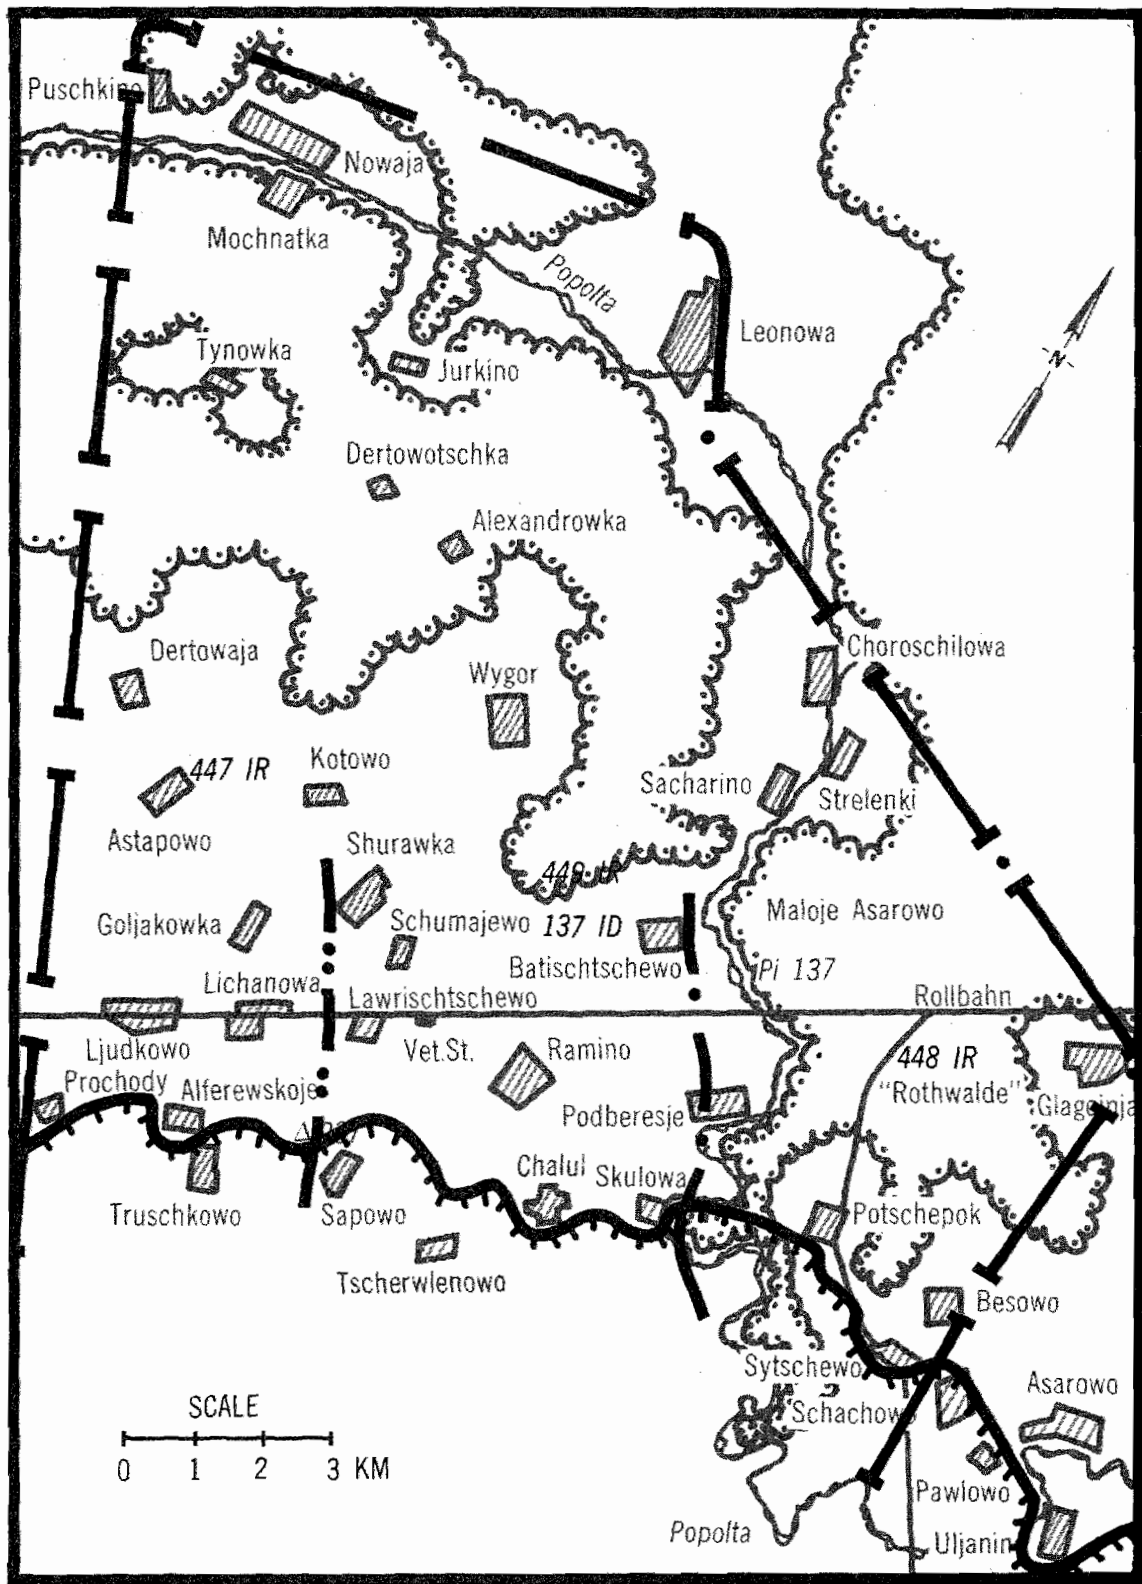 Puschkino
Nowaja
Mochnatka
Popolta
Leonowa
Tynowka
Jurkino
N
Dertowotschka
Alexandrowka
Dertowaja
Choroschilowa
Wygor
447 IR
Kotowo
Sacharino
Strelenki
Astapowo
Shurawka
449 IR
Goljakowka
Schumajewo
137 ID
Maloje Asarowo
Batischtschewo
Pi 137
Lichanowa
Lawrischtschewo
Rollbahn
Ljudkowo
Vet.St.
Ramino
448 IR
Prochody
Alferewskoje
"Rothwalde"
Podberesje
Chalul
Skulowa
Truschkowo
Sapowo
Potschepok
Tscherwlenowo
Besowo
Sytschewo
Asarowo
SCALE
Schachowo
0 1 2 3 KM
Pawlowo
Popolta
Uljanin